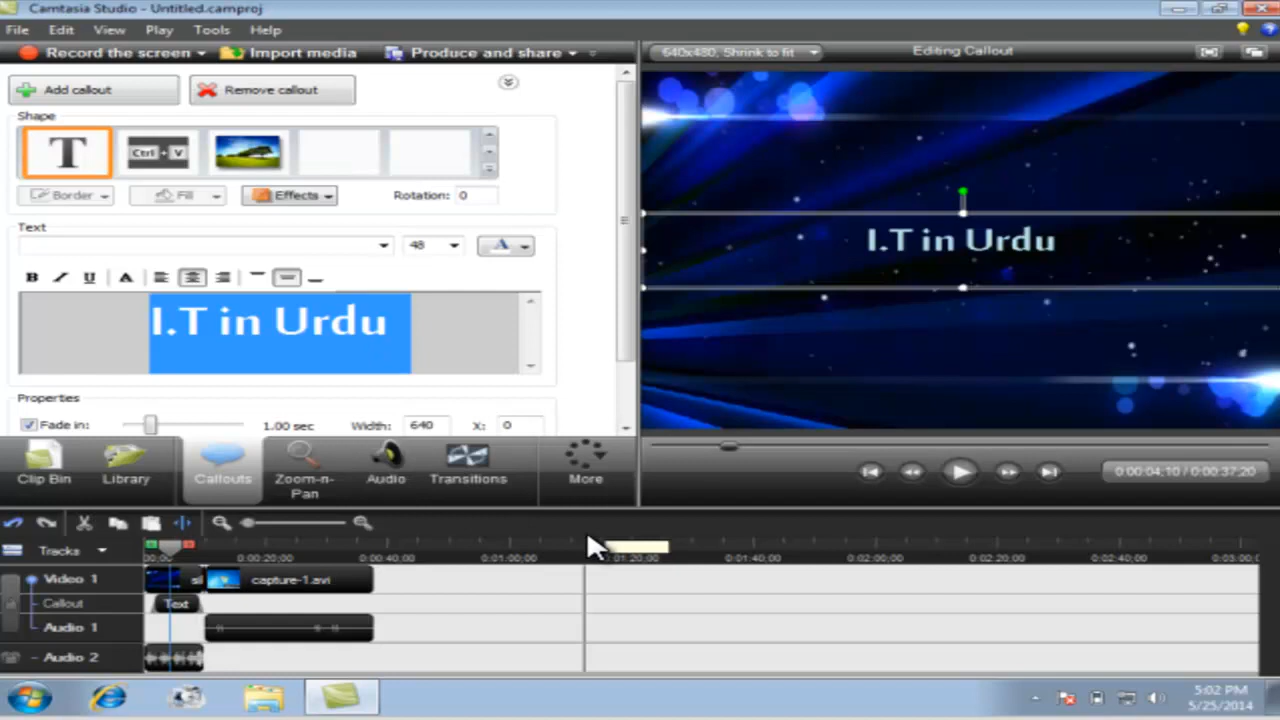 Camtasia Studio - Untitled.camproj
File Edit View Play Tools Help
Record the screen Import media Produce and share
640x480, Shrink to fit
Editing Callout
Add callout Remove callout
Shape
T Ctrl + V
Border Fill Effects Rotation: 0
Text
48 A
B I U A
I.T in Urdu
I.T in Urdu
Properties
Fade in: 1.00 sec Width: 640 X: 0
Clip Bin Library Callouts Zoom-n-Pan Audio Transitions More
0:00:04;10 / 0:00:37;20
Tracks
0:00:20;00 0:00:40;00 0:01:00;00 0:01:20;00 0:01:40;00 0:02:00;00 0:02:20;00 0:02:40;00
Video 1 capture-1.avi
Callout Text
Audio 1
Audio 2
5:02 PM
5/25/2014